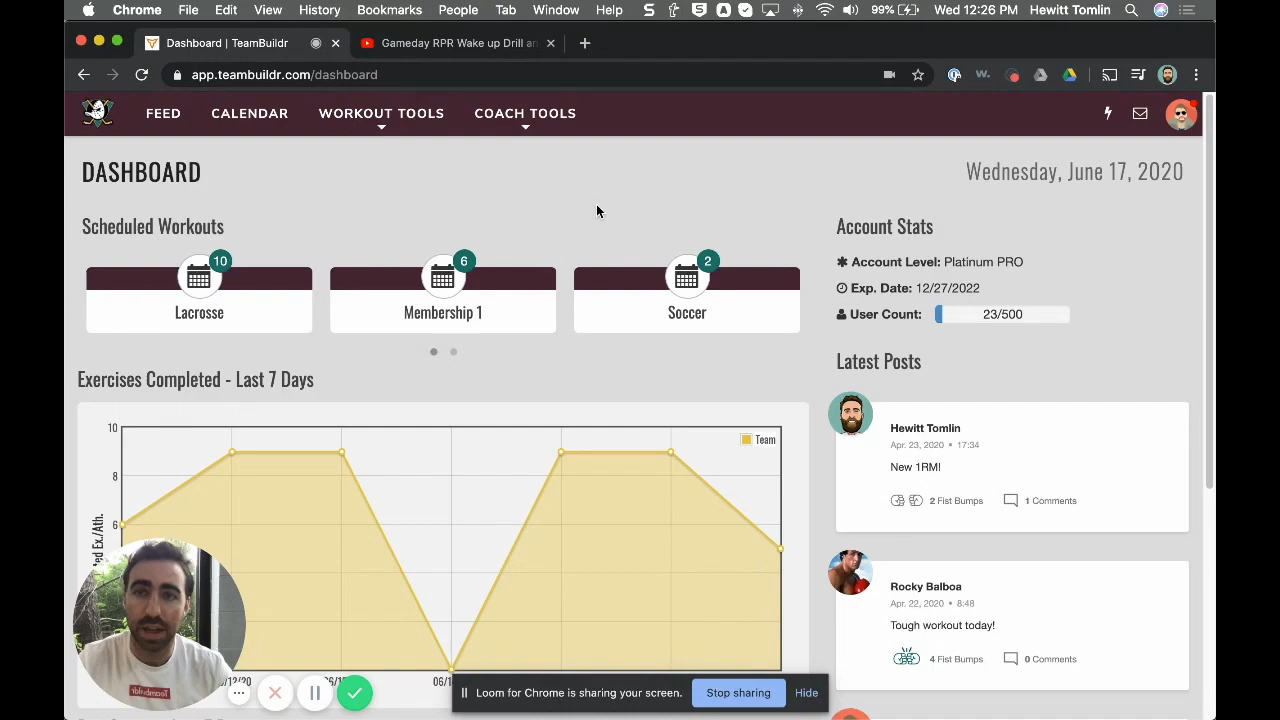 Chrome File Edit View History Bookmarks People Tab Window Help 99% Wed 12:26 PM Hewitt Tomlin
Dashboard | TeamBuildr
Gameday RPR Wake up Drill an
app.teambuildr.com/dashboard
FEED CALENDAR WORKOUT TOOLS COACH TOOLS
DASHBOARD
Wednesday, June 17, 2020
Scheduled Workouts
10 6 2
Lacrosse Membership 1 Soccer
Account Stats
Account Level: Platinum PRO
Exp. Date: 12/27/2022
User Count: 23/500
Exercises Completed - Last 7 Days
10
8
6
ed Ex./Ath.
Team
/12/20
Latest Posts
Hewitt Tomlin
Apr. 23, 2020 • 17:34
New 1RM!
2 Fist Bumps 1 Comments
Rocky Balboa
Apr. 22, 2020 • 8:48
Tough workout today!
4 Fist Bumps 0 Comments
Loom for Chrome is sharing your screen. Stop sharing Hide